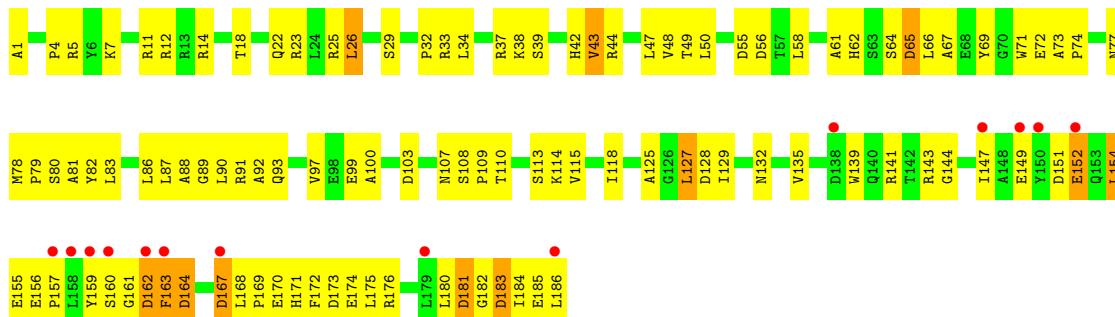 A1 P4 R5 Y6 K7 R11 R12 R13 R14 T18 Q22 R23 L24 R25 L26 S29 P32 R33 L34 R37 K38 S39 H42 V43 R44 L47 V48 T49 L50 D55 D56 T57 L58 A61 H62 S63 S64 D65 L66 A67 E68 Y69 G70 W71 E72 A73 P74 N77
M78 P79 S80 A81 Y82 L83 L86 L87 A88 G89 L90 R91 A92 Q93 V97 E98 E99 A100 D103 N107 S108 P109 T110 S113 K114 V115 I118 A125 G126 L127 D128 I129 N132 V135 D138 W139 Q140 R141 T142 R143 G144 I147 A148 E149 Y150 D151 E152 Q153 L154
E155 E156 P157 L158 Y159 S160 G161 D162 F163 D164 D167 L168 P169 E170 H171 F172 D173 E174 L175 R176 L179 L180 D181 G182 D183 I184 E185 L186